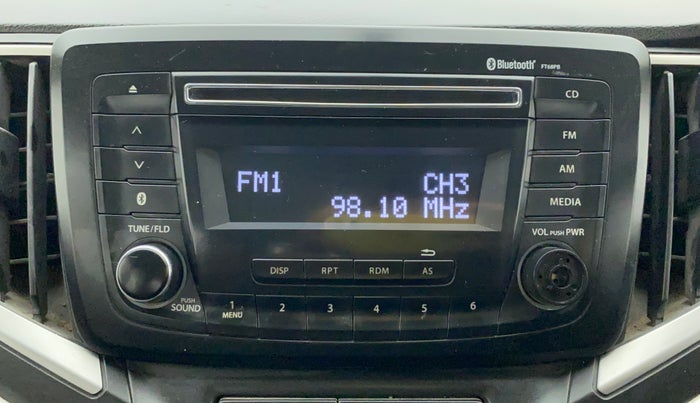 Bluetooth® FT68PB
CD
FM
AM
MEDIA
FM1 CH3
98.10 MHz
TUNE/FLD
VOL PUSH PWR
DISP RPT RDM AS
PUSH
SOUND
1 2 3 4 5 6
MENU